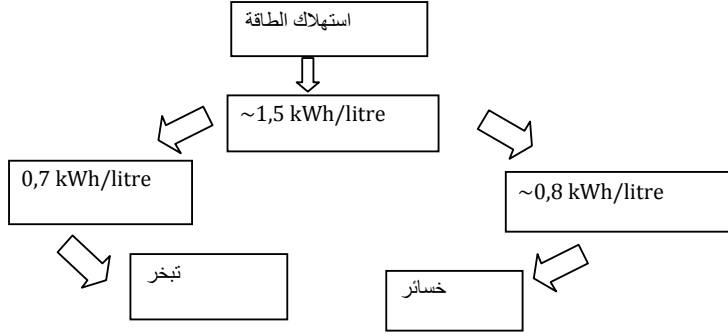 استهلاك الطاقة
~1,5 kWh/litre
0,7 kWh/litre
~0,8 kWh/litre
تبخر
خسائر